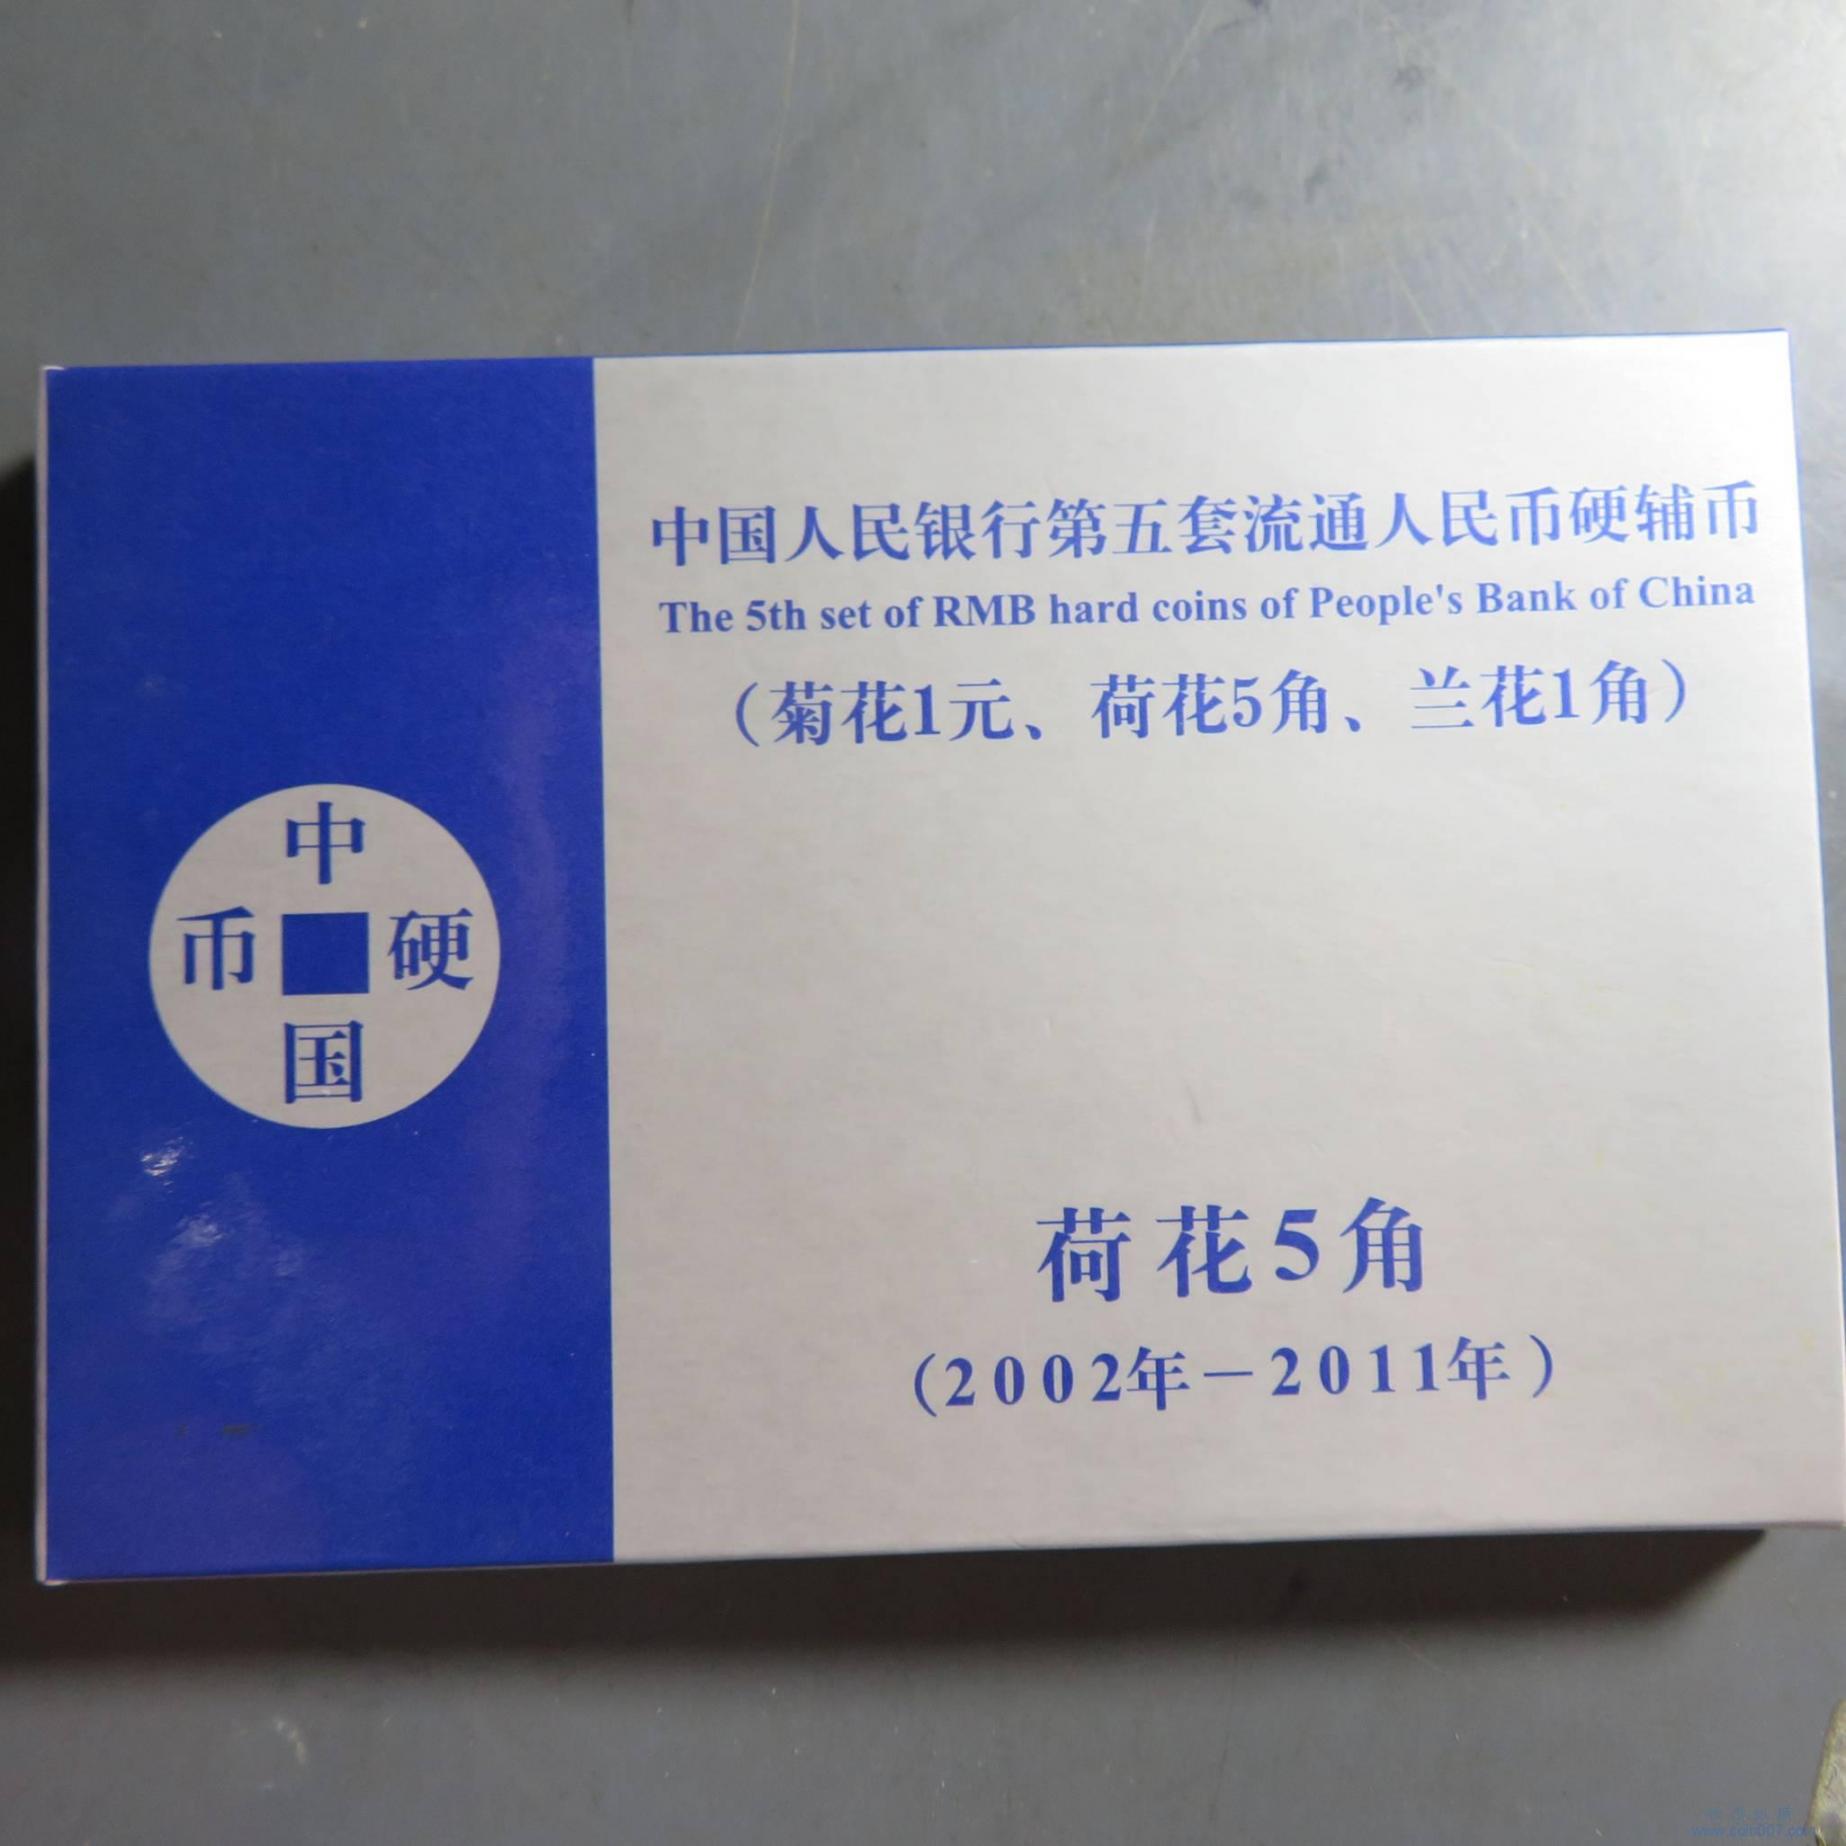 中国人民银行第五套流通人民币硬辅币
The 5th set of RMB hard coins of People's Bank of China
（菊花1元、荷花5角、兰花1角）
中
币 硬
国
荷花5角
（2002年－2011年）